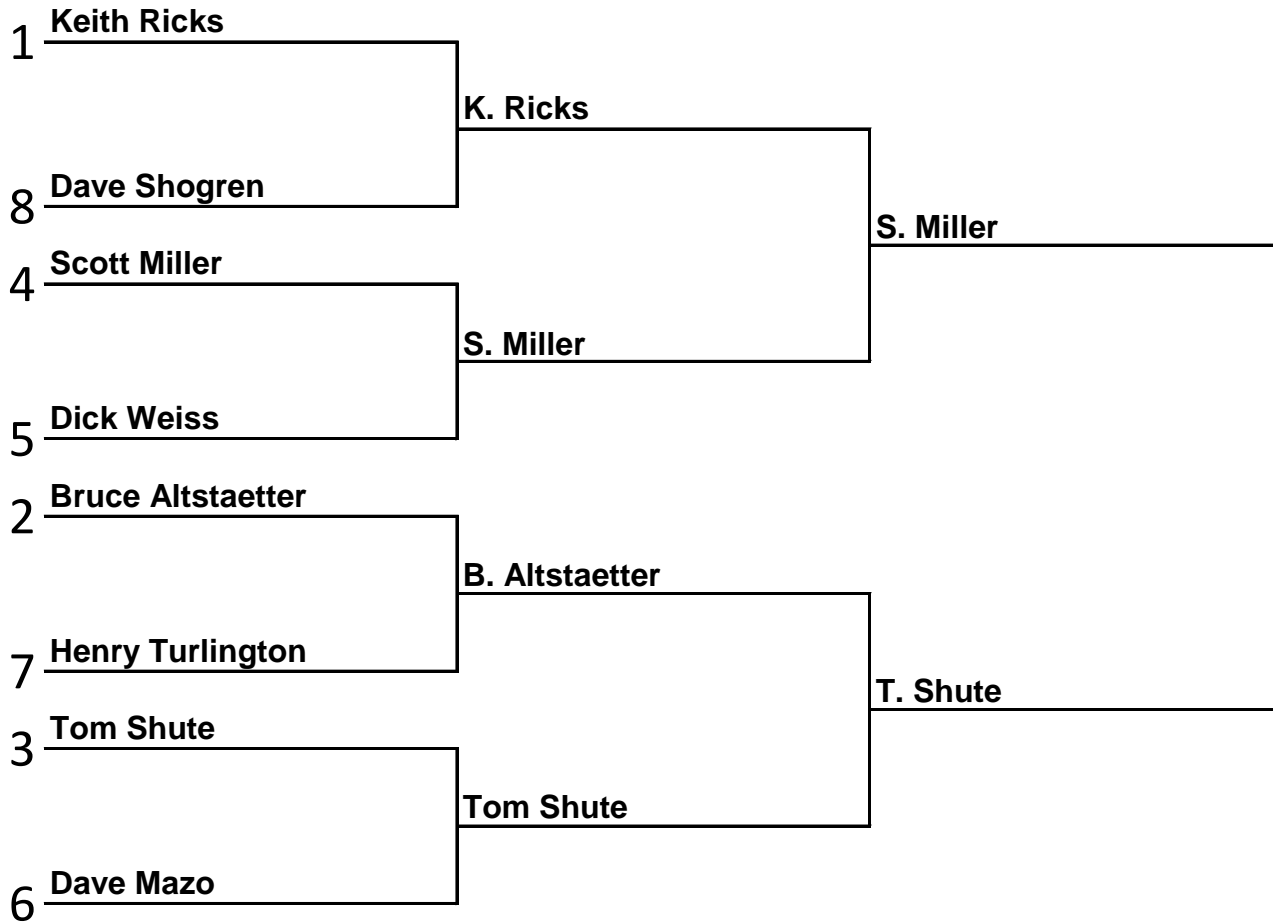 Keith Ricks
1
K. Ricks
Dave Shogren
8
S. Miller
Scott Miller
4
S. Miller
Dick Weiss
5
Bruce Altstaetter
2
B. Altstaetter
Henry Turlington
7
T. Shute
Tom Shute
3
Tom Shute
Dave Mazo
6